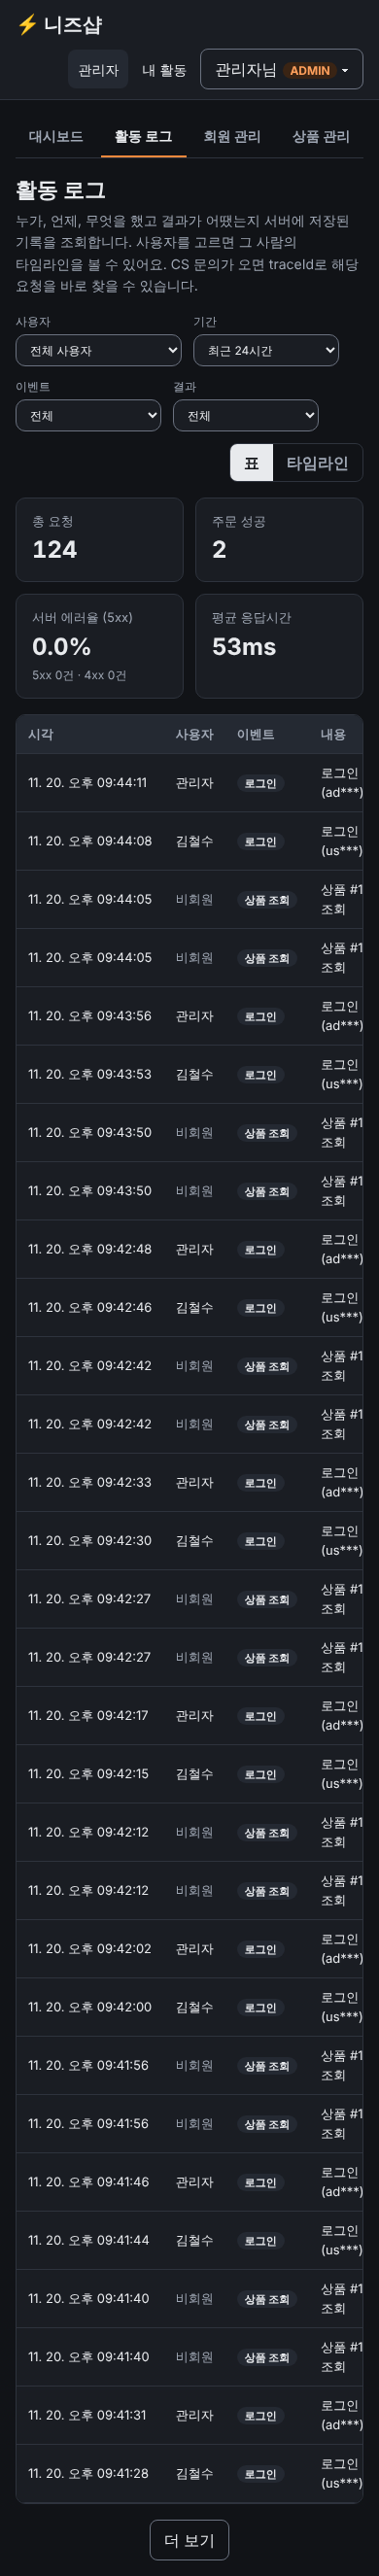 ⚡ 니즈샵
관리자 내 활동 관리자님 ADMIN
대시보드 활동 로그 회원 관리 상품 관리
활동 로그
누가, 언제, 무엇을 했고 결과가 어땠는지 서버에 저장된
기록을 조회합니다. 사용자를 고르면 그 사람의
타임라인을 볼 수 있어요. CS 문의가 오면 traceId로 해당
요청을 바로 찾을 수 있습니다.
사용자 기간
전체 사용자 최근 24시간
이벤트 결과
전체 전체
표 타임라인
총 요청 주문 성공
124 2
서버 에러율 (5xx) 평균 응답시간
0.0% 53ms
5xx 0건 · 4xx 0건
시각 사용자 이벤트 내용
11. 20. 오후 09:44:11 관리자 로그인 로그인
(ad***)
11. 20. 오후 09:44:08 김철수 로그인 로그인
(us***)
11. 20. 오후 09:44:05 비회원 상품 조회 상품 #1
조회
11. 20. 오후 09:44:05 비회원 상품 조회 상품 #1
조회
11. 20. 오후 09:43:56 관리자 로그인 로그인
(ad***)
11. 20. 오후 09:43:53 김철수 로그인 로그인
(us***)
11. 20. 오후 09:43:50 비회원 상품 조회 상품 #1
조회
11. 20. 오후 09:43:50 비회원 상품 조회 상품 #1
조회
11. 20. 오후 09:42:48 관리자 로그인 로그인
(ad***)
11. 20. 오후 09:42:46 김철수 로그인 로그인
(us***)
11. 20. 오후 09:42:42 비회원 상품 조회 상품 #1
조회
11. 20. 오후 09:42:42 비회원 상품 조회 상품 #1
조회
11. 20. 오후 09:42:33 관리자 로그인 로그인
(ad***)
11. 20. 오후 09:42:30 김철수 로그인 로그인
(us***)
11. 20. 오후 09:42:27 비회원 상품 조회 상품 #1
조회
11. 20. 오후 09:42:27 비회원 상품 조회 상품 #1
조회
11. 20. 오후 09:42:17 관리자 로그인 로그인
(ad***)
11. 20. 오후 09:42:15 김철수 로그인 로그인
(us***)
11. 20. 오후 09:42:12 비회원 상품 조회 상품 #1
조회
11. 20. 오후 09:42:12 비회원 상품 조회 상품 #1
조회
11. 20. 오후 09:42:02 관리자 로그인 로그인
(ad***)
11. 20. 오후 09:42:00 김철수 로그인 로그인
(us***)
11. 20. 오후 09:41:56 비회원 상품 조회 상품 #1
조회
11. 20. 오후 09:41:56 비회원 상품 조회 상품 #1
조회
11. 20. 오후 09:41:46 관리자 로그인 로그인
(ad***)
11. 20. 오후 09:41:44 김철수 로그인 로그인
(us***)
11. 20. 오후 09:41:40 비회원 상품 조회 상품 #1
조회
11. 20. 오후 09:41:40 비회원 상품 조회 상품 #1
조회
11. 20. 오후 09:41:31 관리자 로그인 로그인
(ad***)
11. 20. 오후 09:41:28 김철수 로그인 로그인
(us***)
더 보기